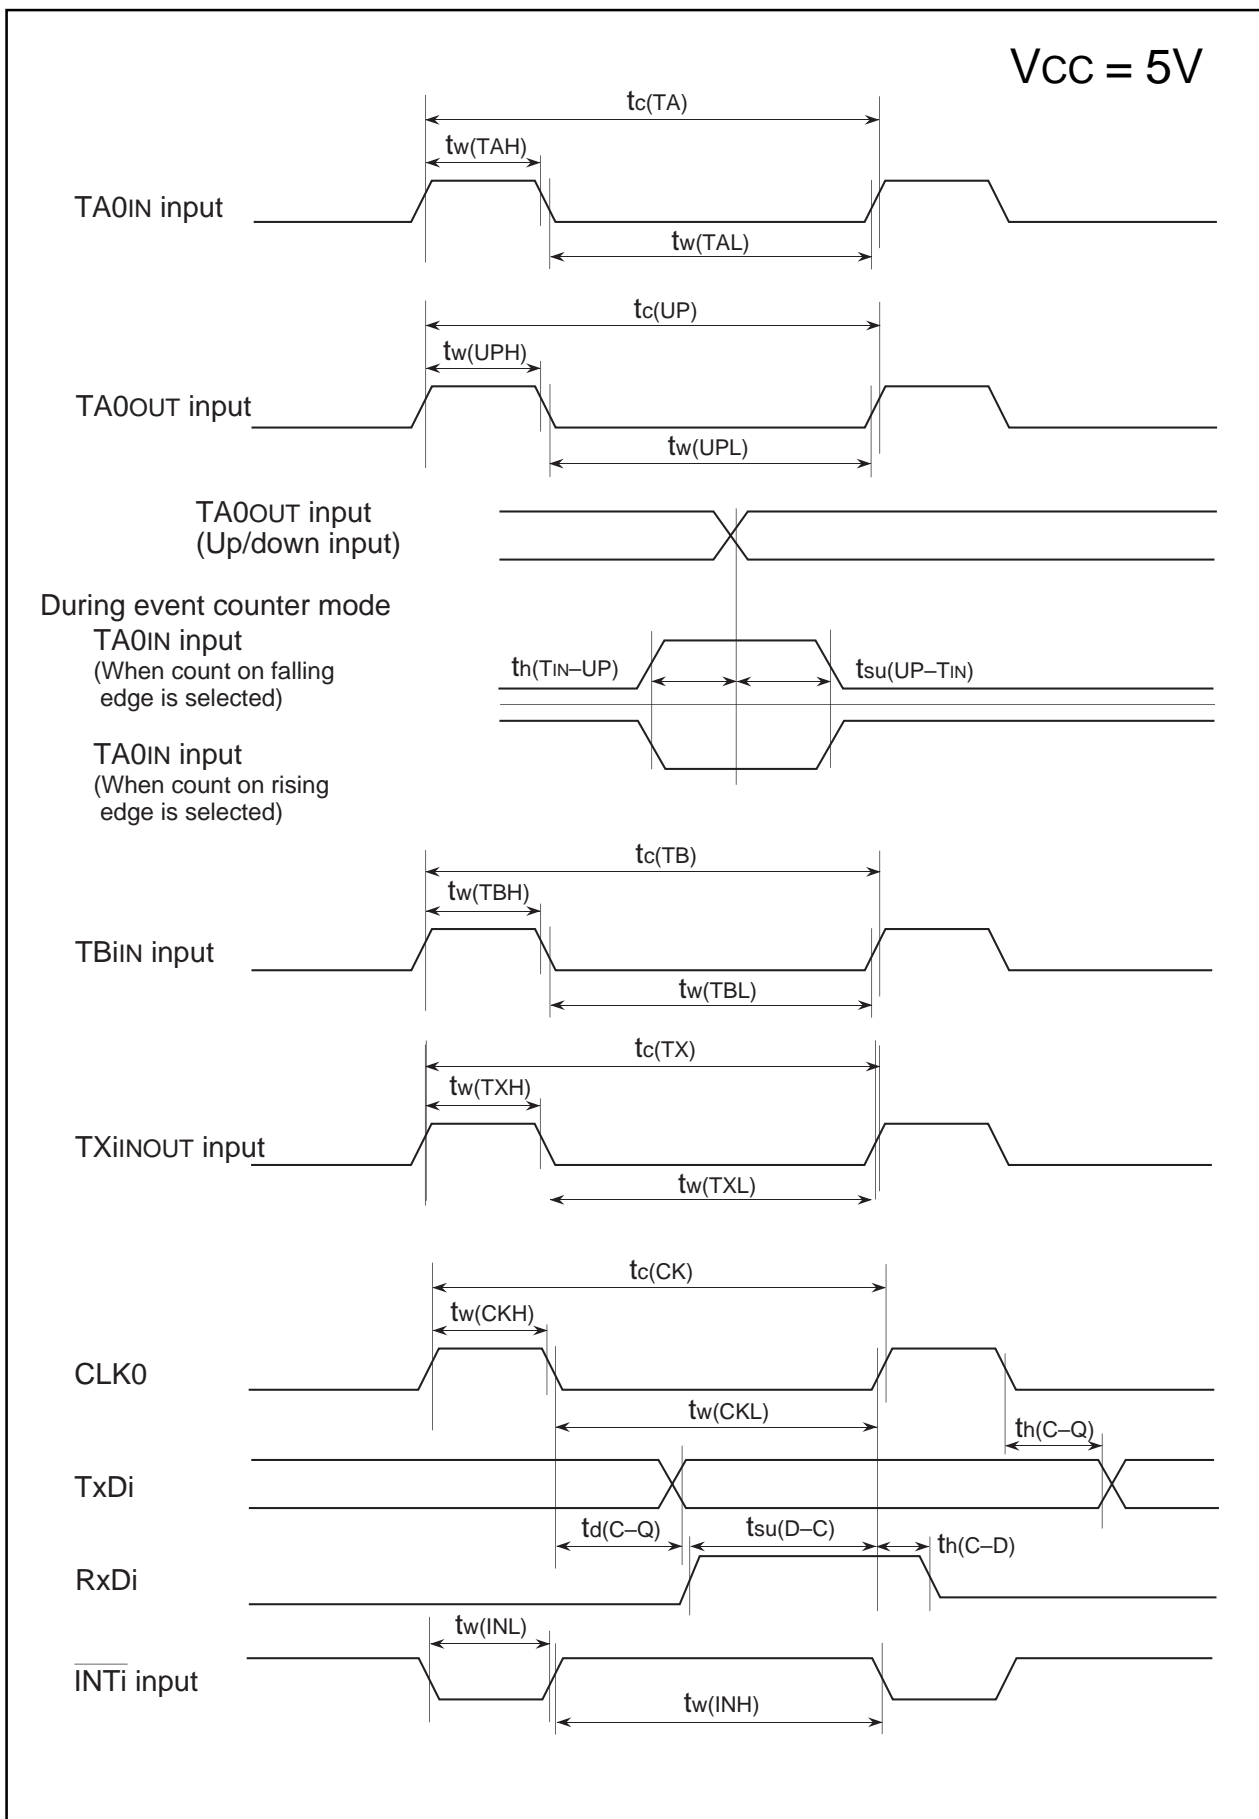 VCC = 5V
tc(TA)
tw(TAH)
TA0IN input
tw(TAL)
tc(UP)
tw(UPH)
TA0OUT input
tw(UPL)
TA0OUT input
(Up/down input)
During event counter mode
TA0IN input
(When count on falling
edge is selected)
th(TIN–UP)
tsu(UP–TIN)
TA0IN input
(When count on rising
edge is selected)
tc(TB)
tw(TBH)
TBiIN input
tw(TBL)
tc(TX)
tw(TXH)
TXiINOUT input
tw(TXL)
tc(CK)
tw(CKH)
CLK0
tw(CKL)
th(C–Q)
TxDi
td(C–Q)
tsu(D–C)
th(C–D)
RxDi
tw(INL)
INTi input
tw(INH)